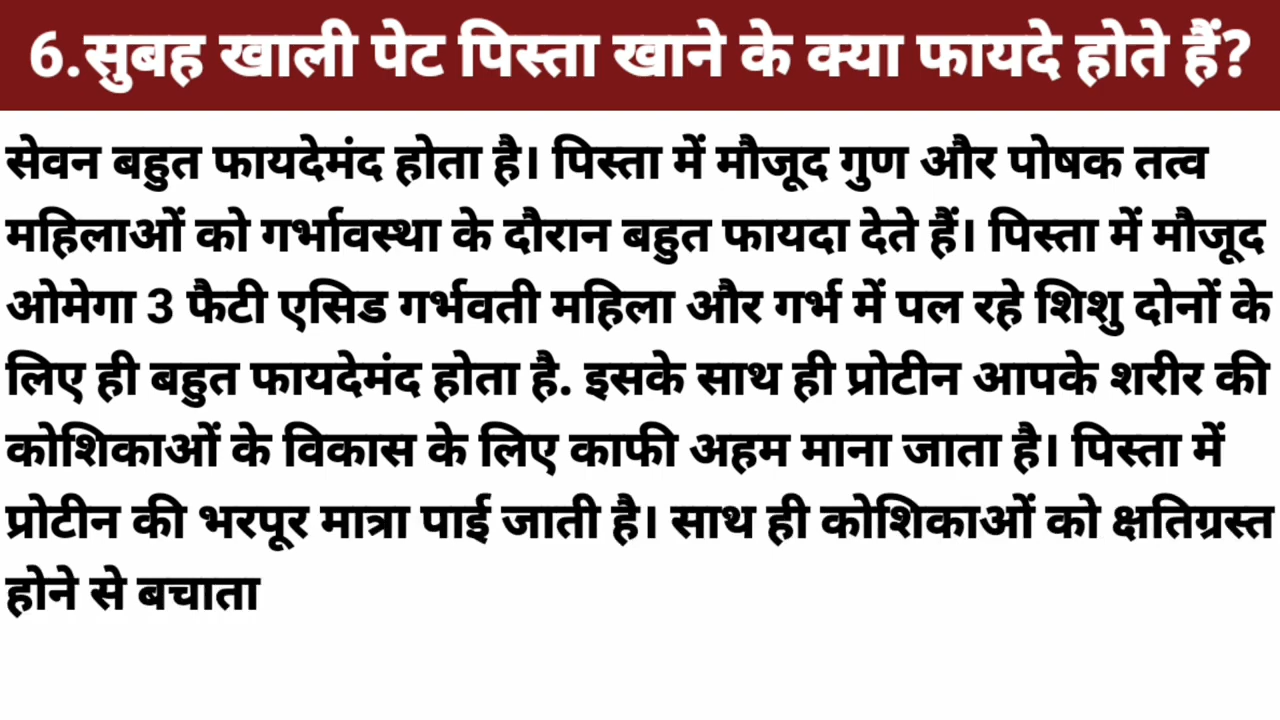 6.सुबह खाली पेट पिस्ता खाने के क्या फायदे होते हैं?
सेवन बहुत फायदेमंद होता है। पिस्ता में मौजूद गुण और पोषक तत्व
महिलाओं को गर्भावस्था के दौरान बहुत फायदा देते हैं। पिस्ता में मौजूद
ओमेगा 3 फैटी एसिड गर्भवती महिला और गर्भ में पल रहे शिशु दोनों के
लिए ही बहुत फायदेमंद होता है. इसके साथ ही प्रोटीन आपके शरीर की
कोशिकाओं के विकास के लिए काफी अहम माना जाता है। पिस्ता में
प्रोटीन की भरपूर मात्रा पाई जाती है। साथ ही कोशिकाओं को क्षतिग्रस्त
होने से बचाता